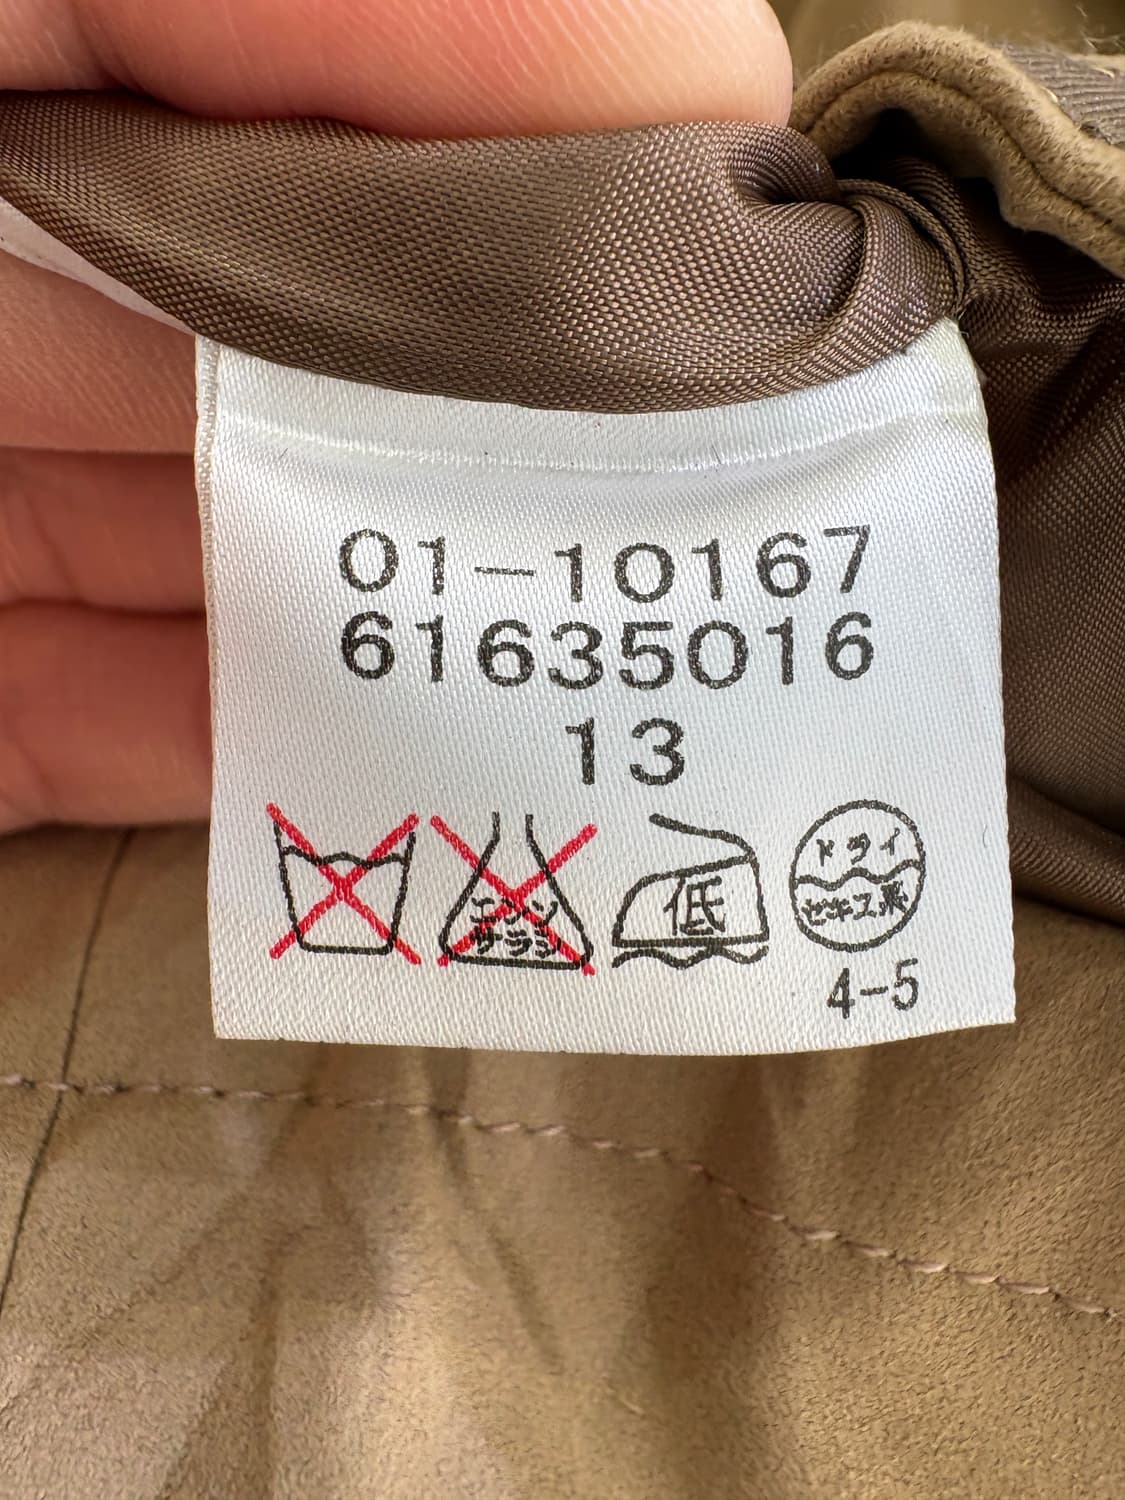 01-10167
61635016
13
エンソ
サラシ
低
ドライ
セキユ系
4-5